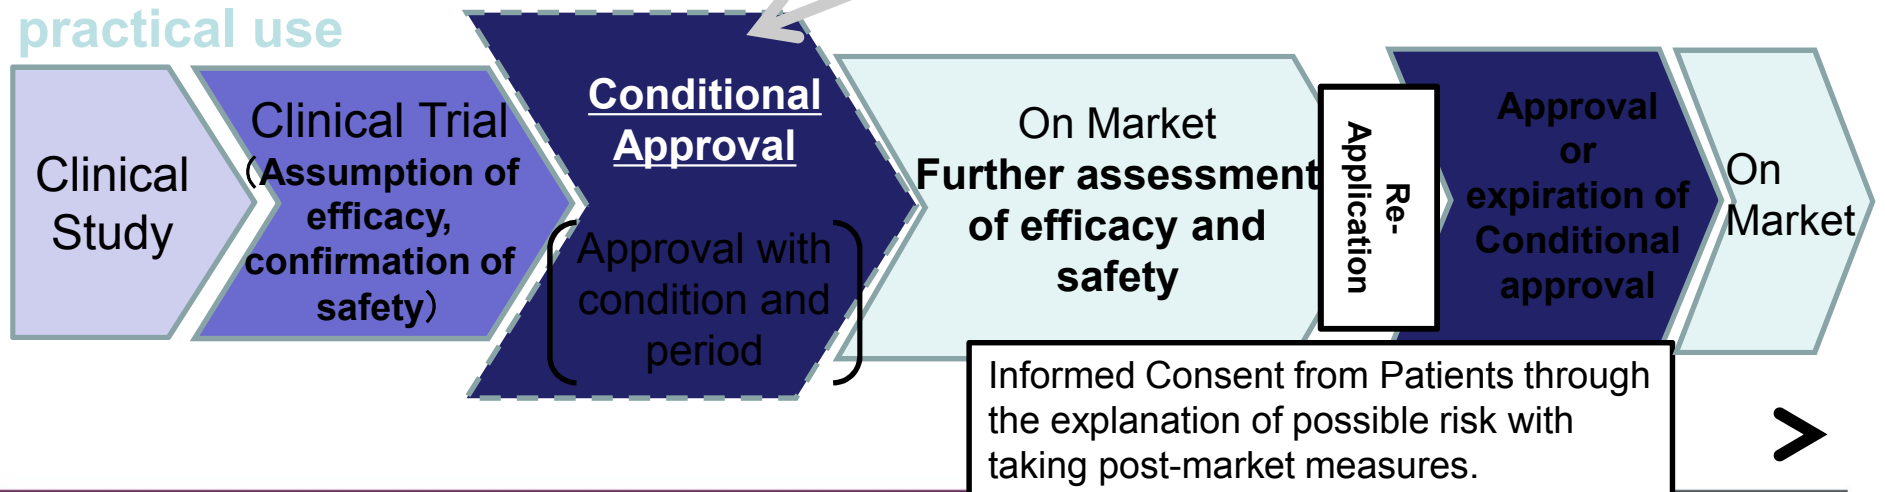 practical use
Clinical
Study
Clinical Trial
（Assumption of
efficacy,
confirmation of
safety）
Conditional
Approval
Approval with
condition and
period
On Market
Further assessment
of efficacy and
safety
Re-
Application
Approval
or
expiration of
Conditional
approval
On
Market
Informed Consent from Patients through
the explanation of possible risk with
taking post-market measures.